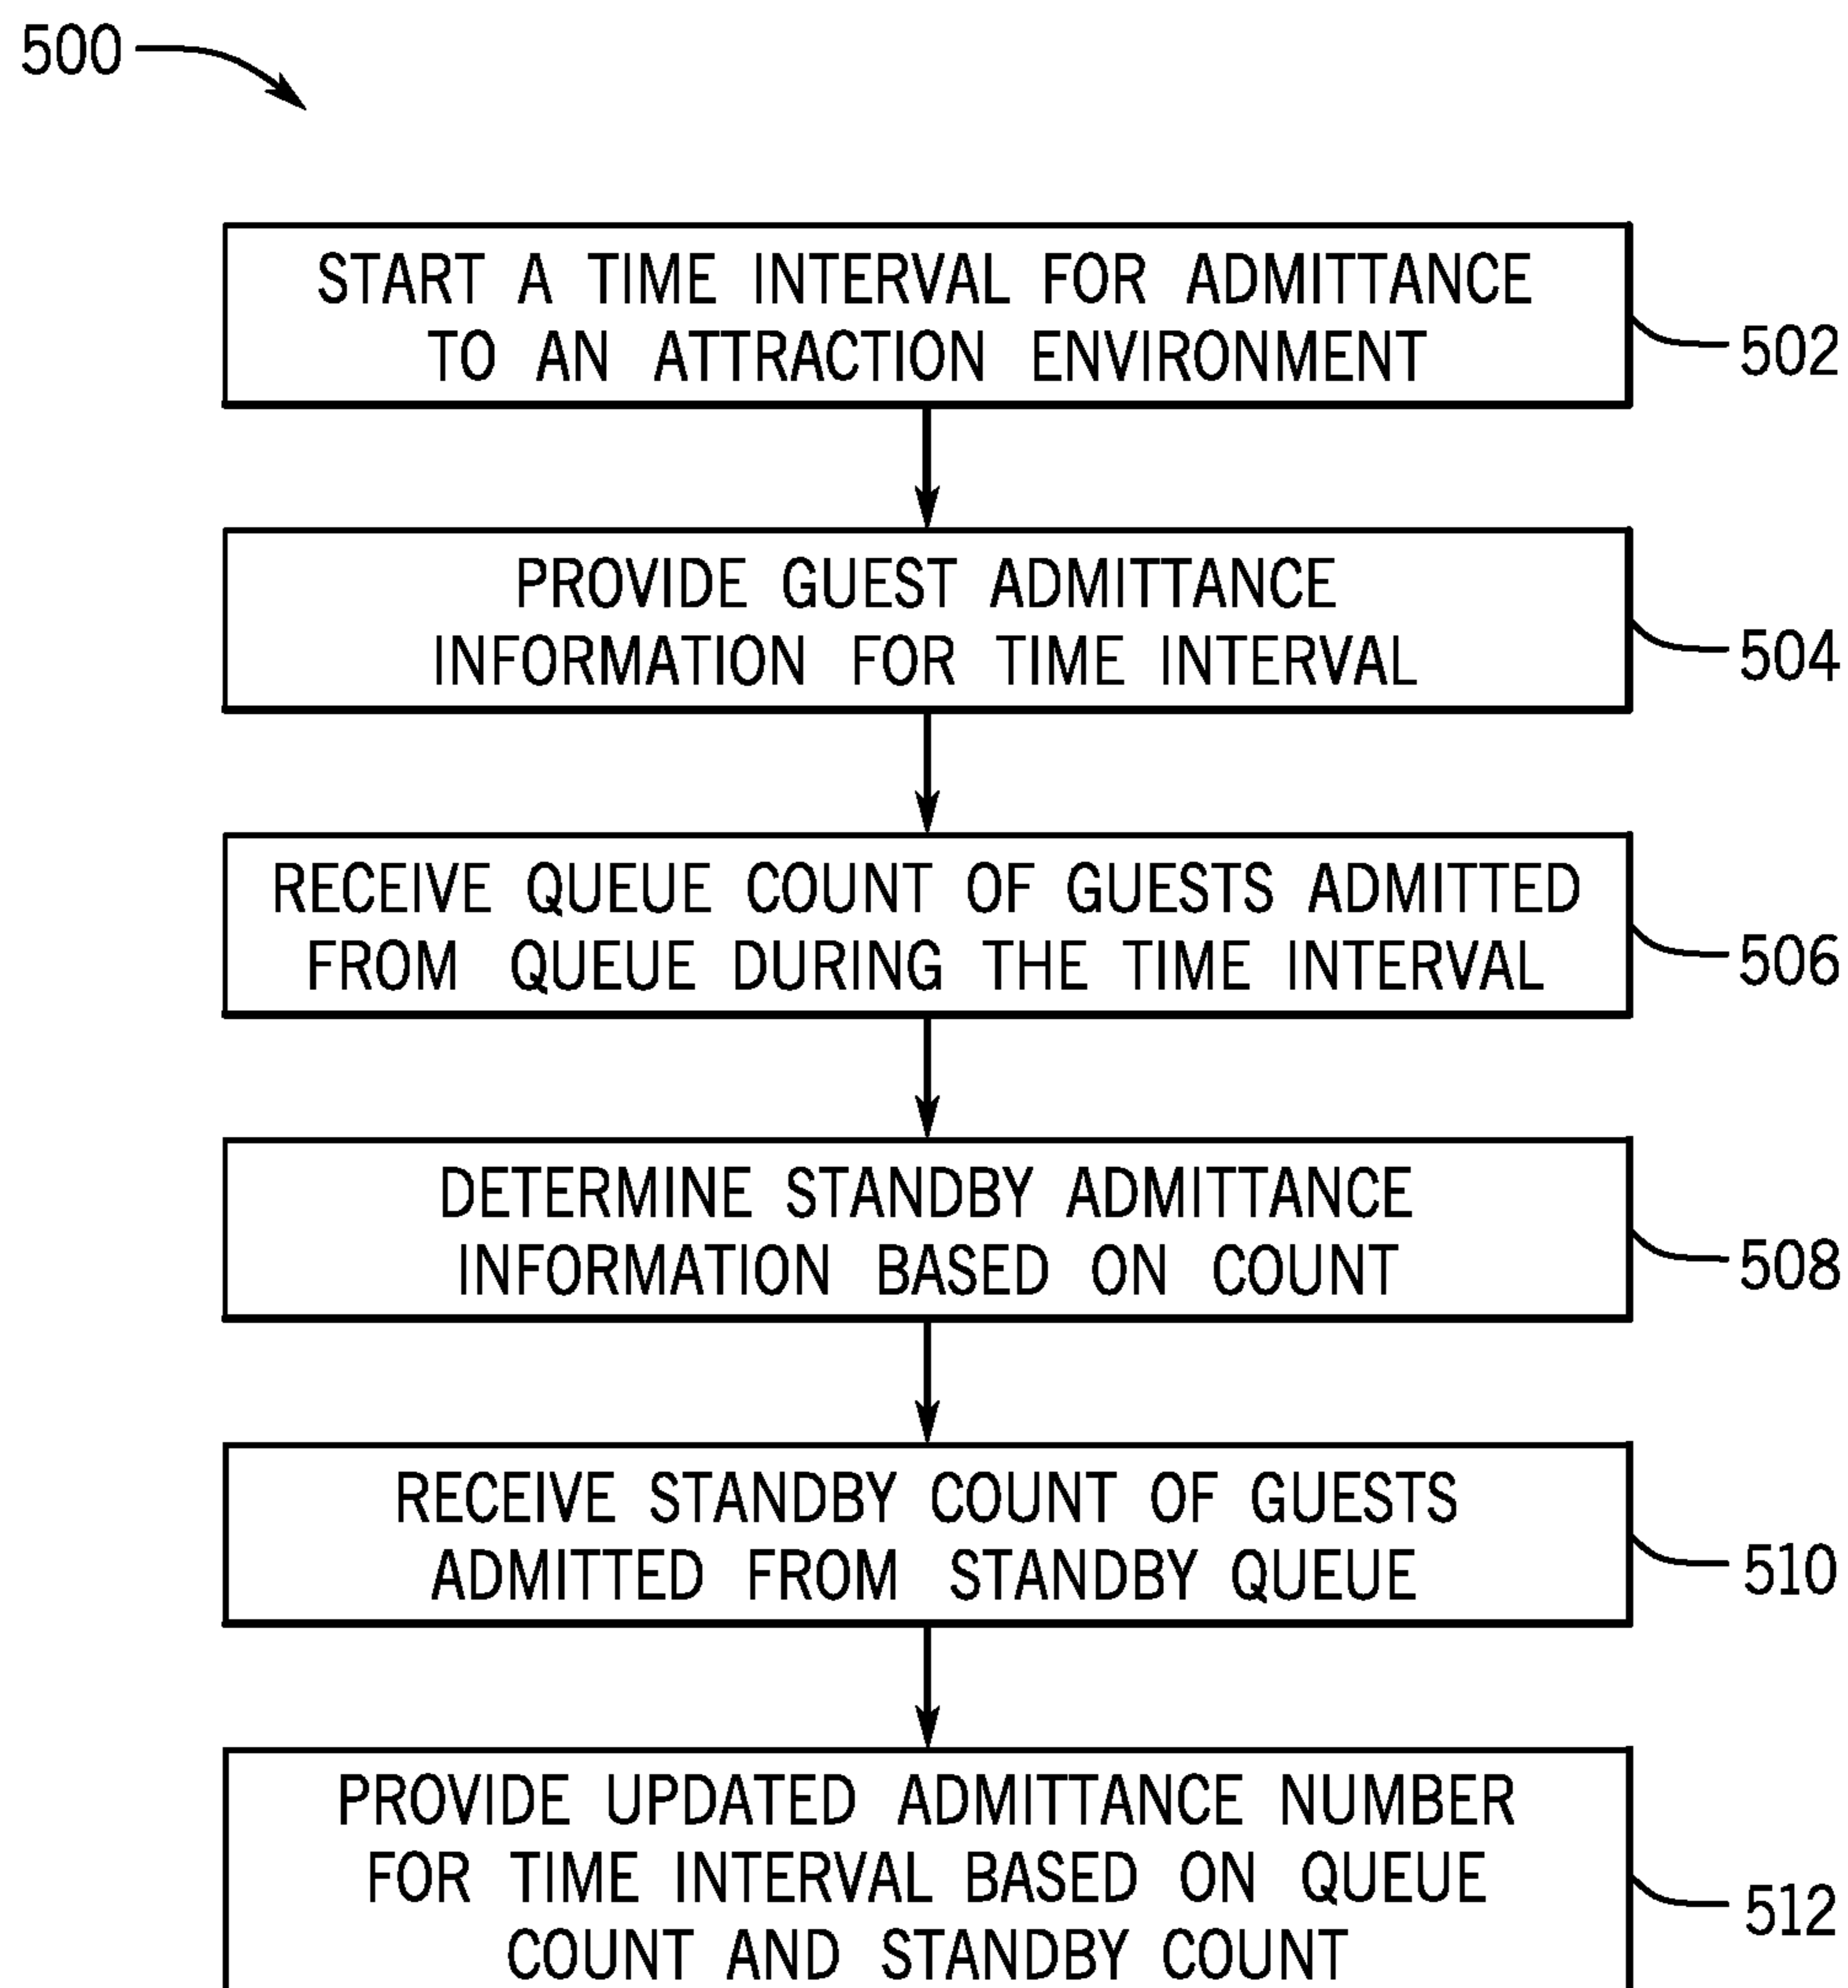 500
START A TIME INTERVAL FOR ADMITTANCE
TO AN ATTRACTION ENVIRONMENT
502
PROVIDE GUEST ADMITTANCE
INFORMATION FOR TIME INTERVAL
504
RECEIVE QUEUE COUNT OF GUESTS ADMITTED
FROM QUEUE DURING THE TIME INTERVAL
506
DETERMINE STANDBY ADMITTANCE
INFORMATION BASED ON COUNT
508
RECEIVE STANDBY COUNT OF GUESTS
ADMITTED FROM STANDBY QUEUE
510
PROVIDE UPDATED ADMITTANCE NUMBER
FOR TIME INTERVAL BASED ON QUEUE
COUNT AND STANDBY COUNT
512